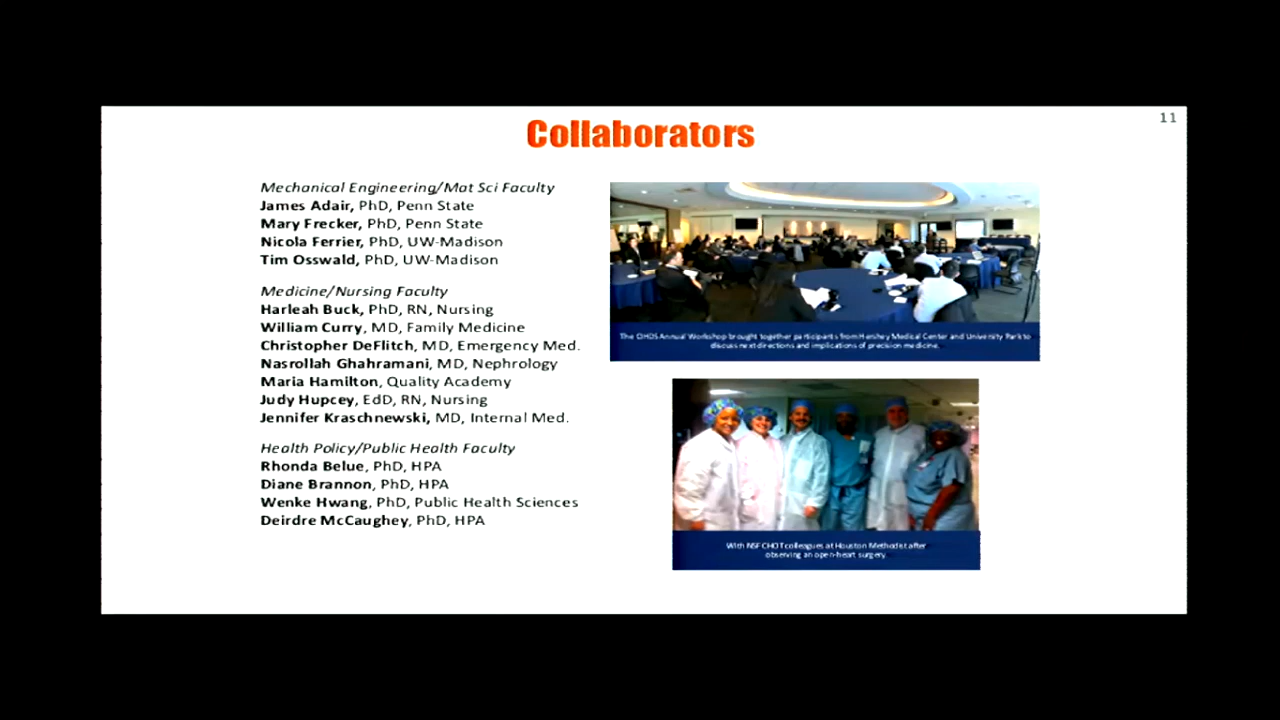 11
Collaborators
Mechanical Engineering/Mat Sci Faculty
James Adair, PhD, Penn State
Mary Frecker, PhD, Penn State
Nicola Ferrier, PhD, UW-Madison
Tim Osswald, PhD, UW-Madison
Medicine/Nursing Faculty
Harleah Buck, PhD, RN, Nursing
William Curry, MD, Family Medicine
Christopher DeFlitch, MD, Emergency Med.
Nasrollah Ghahramani, MD, Nephrology
Maria Hamilton, Quality Academy
Judy Hupcey, EdD, RN, Nursing
Jennifer Kraschnewski, MD, Internal Med.
Health Policy/Public Health Faculty
Rhonda Belue, PhD, HPA
Diane Brannon, PhD, HPA
Wenke Hwang, PhD, Public Health Sciences
Deirdre McCaughey, PhD, HPA
The CIHDS Annual Workshop brought together participants from Hershey Medical Center and University Park to
discuss next directions and implications of precision medicine.
With NSF CHOT colleagues at Houston Methodist after
observing an open-heart surgery